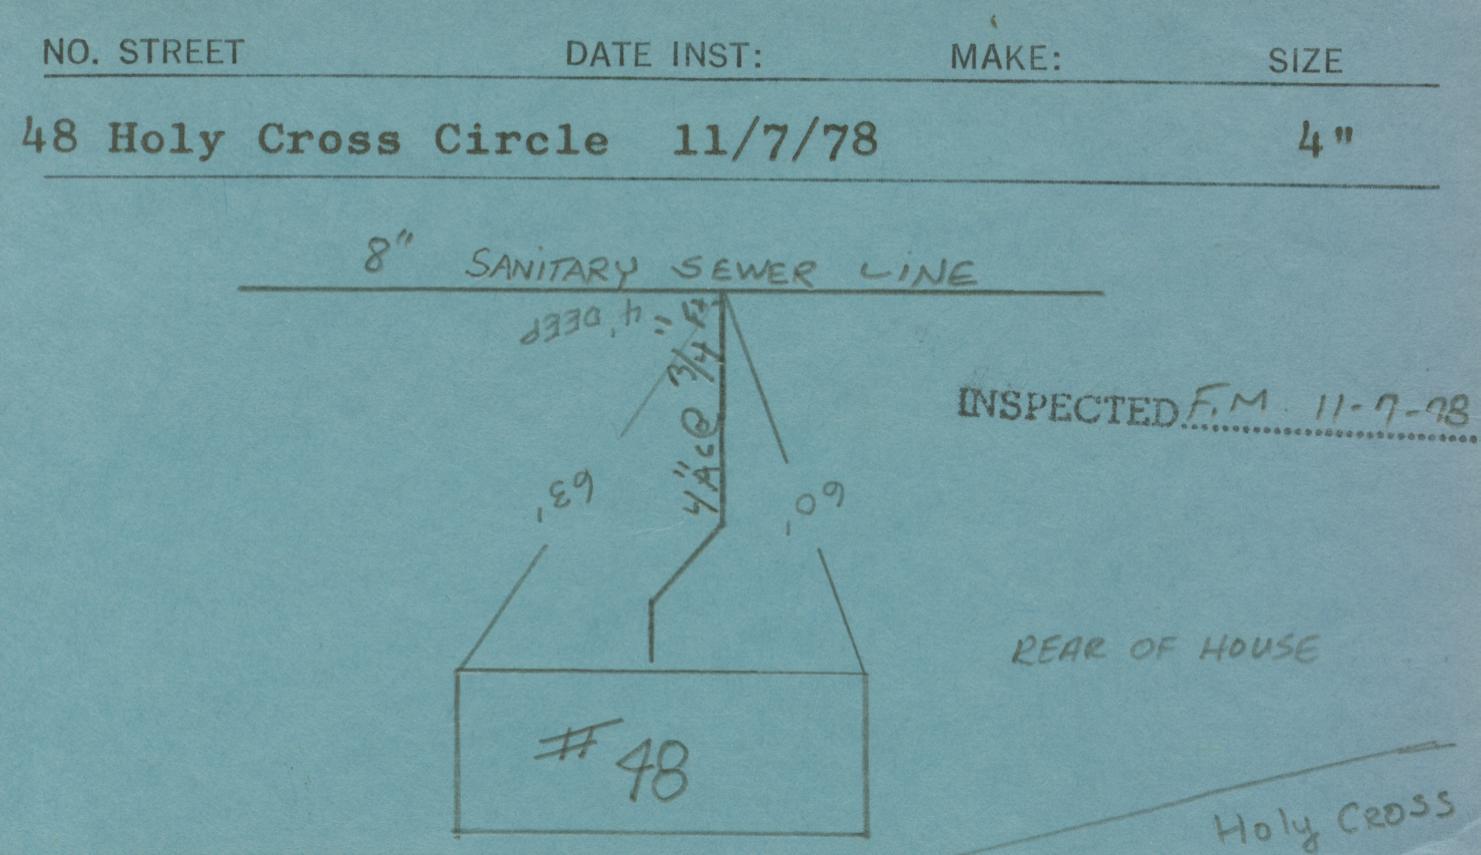 NO. STREET DATE INST: MAKE: SIZE
48 Holy Cross Circle 11/7/78 4"
8" SANITARY SEWER LINE
4' DEEP
4" AC @ 3/4" Ft
INSPECTED F.M. 11-7-78
63'
60'
REAR OF HOUSE
# 48
Holy CROSS